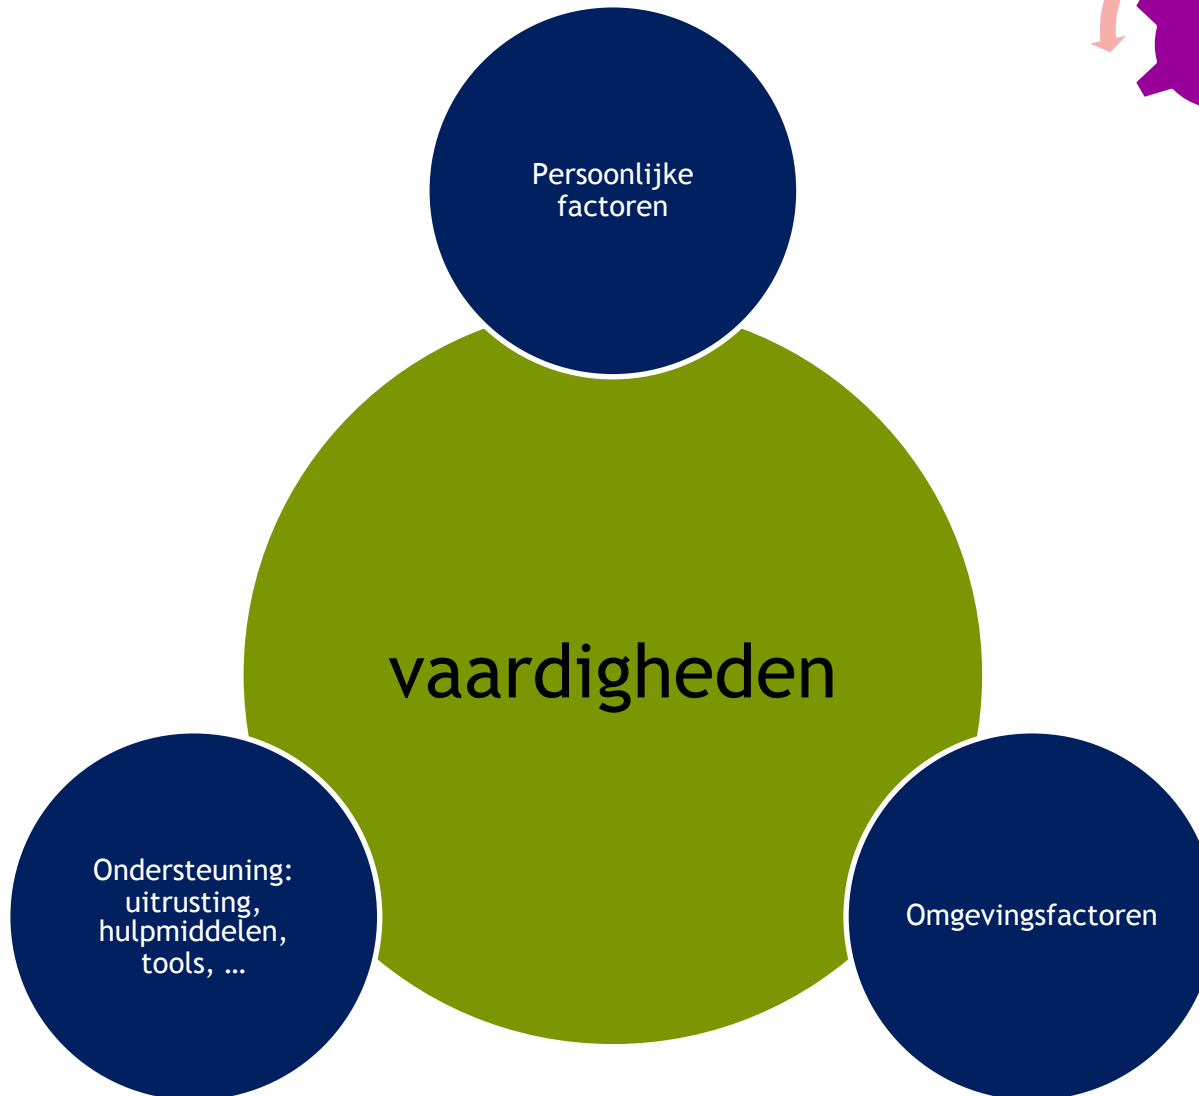 Persoonlijke
factoren
vaardigheden
Ondersteuning:
uitrusting,
hulpmiddelen,
tools, …
Omgevingsfactoren